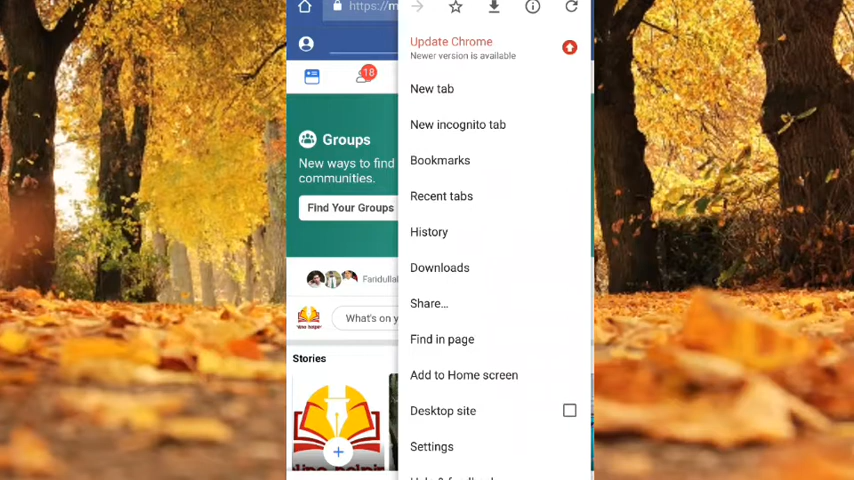 https://m
Update Chrome
Newer version is available
New tab
18
New incognito tab
Groups
New ways to find
communities.
Find Your Groups
Bookmarks
Recent tabs
History
Downloads
Faridullal
Share...
What's on y
Find in page
Stories
Add to Home screen
Desktop site
Settings